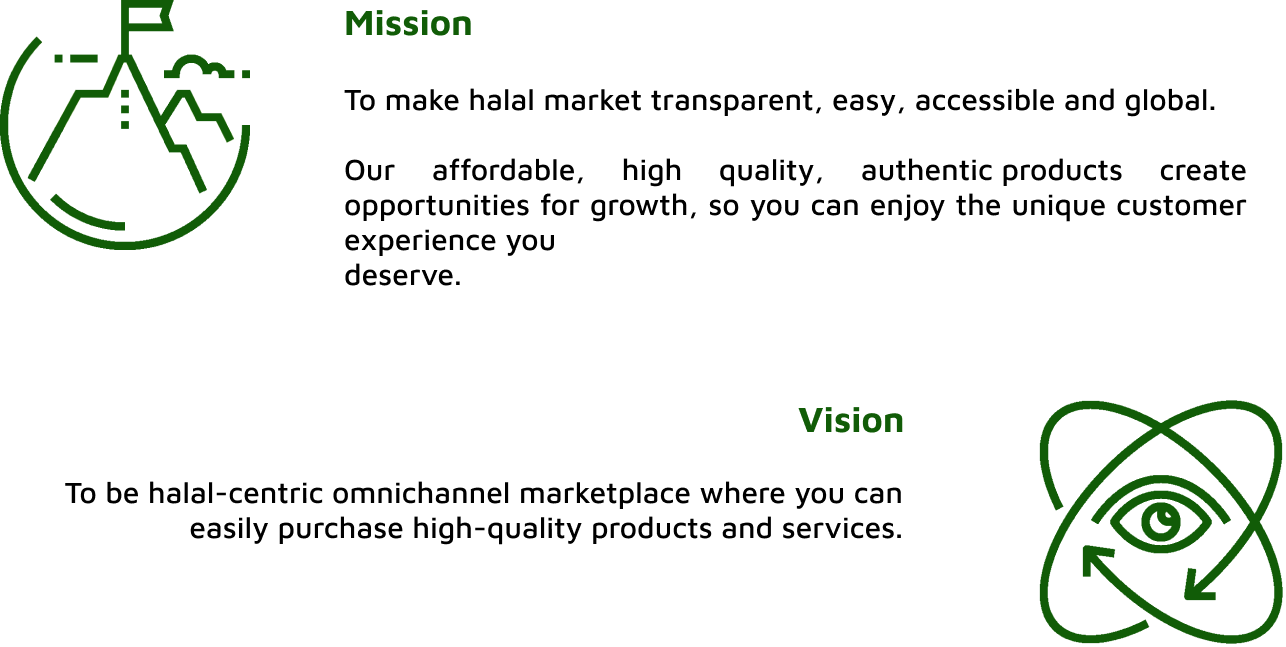 Mission
To make halal market transparent, easy, accessible and global.
Our affordable, high quality, authentic products create
opportunities for growth, so you can enjoy the unique customer
experience you
deserve.
Vision
To be halal-centric omnichannel marketplace where you can
easily purchase high-quality products and services.